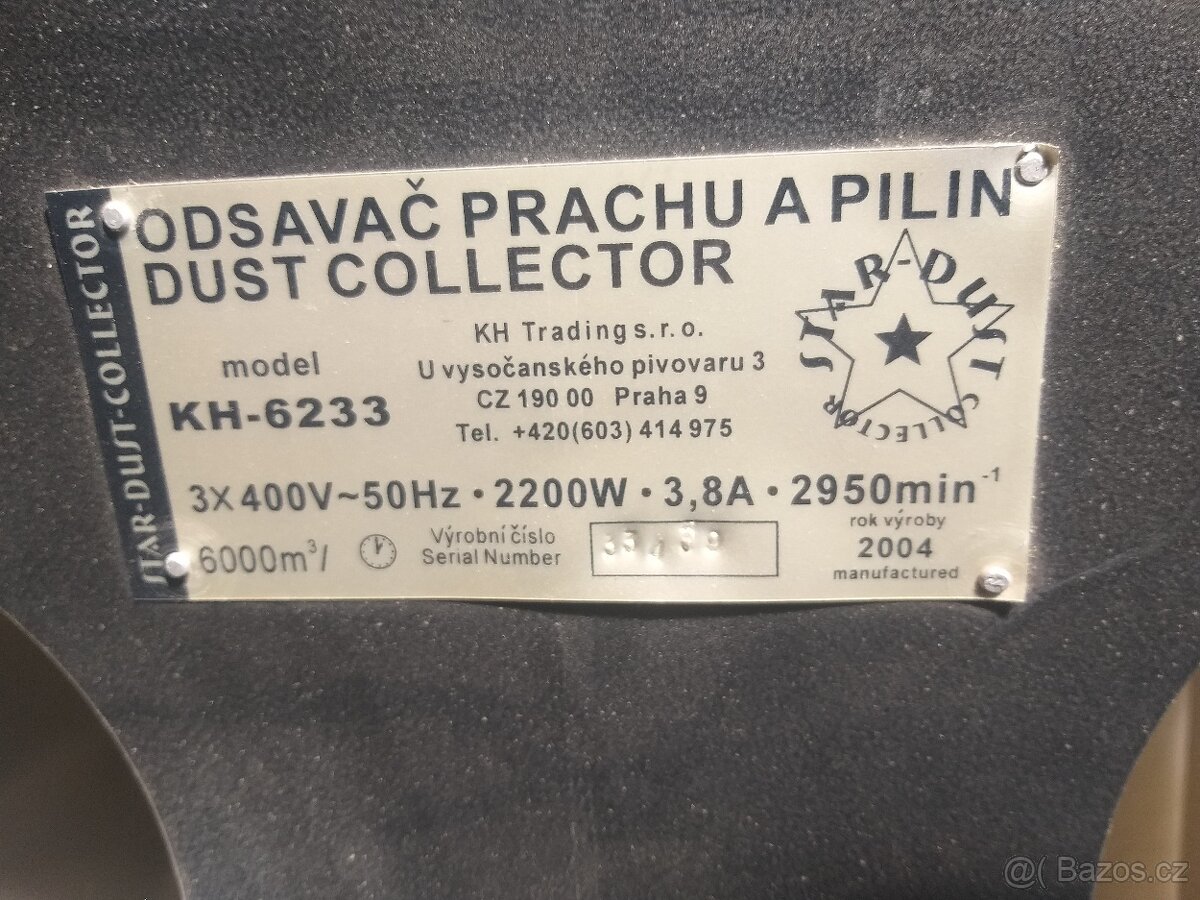 STAR-DUST-COLLECTOR
ODSAVAČ PRACHU A PILIN
DUST COLLECTOR
STAR-DUST COLLECTOR
KH Trading s.r.o.
U vysočanského pivovaru 3
CZ 190 00 Praha 9
Tel. +420(603) 414 975
model
KH-6233
3X400V~50Hz · 2200W · 3,8A · 2950min⁻¹
6000m³/
Výrobní číslo
Serial Number
rok výroby
2004
manufactured
@( Bazos.cz